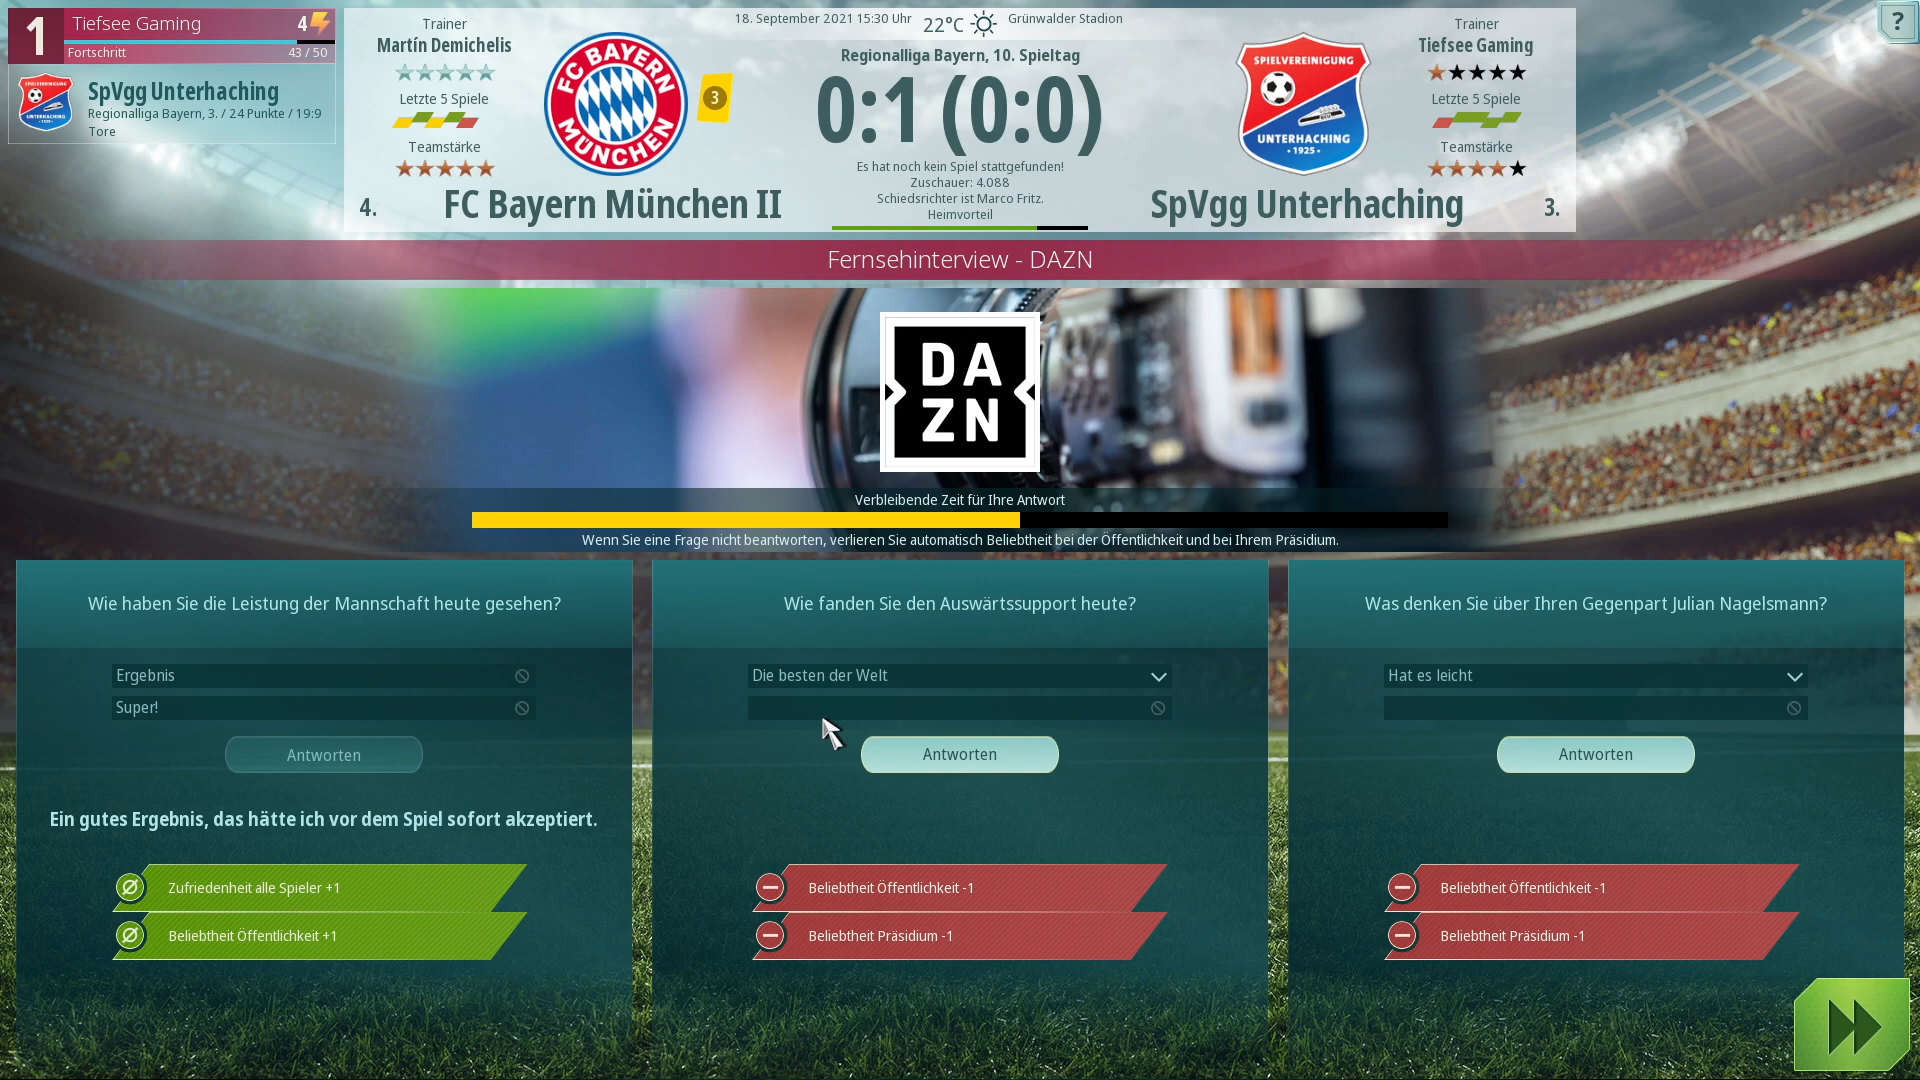 1
Tiefsee Gaming
4
Fortschritt
43 / 50
SPIELVEREINIGUNG
UNTERHACHING
SpVgg Unterhaching
Regionalliga Bayern, 3. / 24 Punkte / 19:9
Tore
Trainer
Martín Demichelis
Letzte 5 Spiele
Teamstärke
4.
FC BAYERN
MÜNCHEN
3
FC Bayern München II
18. September 2021 15:30 Uhr
22°C
Grünwalder Stadion
Regionalliga Bayern, 10. Spieltag
0:1 (0:0)
Es hat noch kein Spiel stattgefunden!
Zuschauer: 4.088
Schiedsrichter ist Marco Fritz.
Heimvorteil
SPIELVEREINIGUNG
UNTERHACHING
• 1925 •
SpVgg Unterhaching
Trainer
Tiefsee Gaming
Letzte 5 Spiele
Teamstärke
3.
?
Fernsehinterview - DAZN
DA
ZN
Verbleibende Zeit für Ihre Antwort
Wenn Sie eine Frage nicht beantworten, verlieren Sie automatisch Beliebtheit bei der Öffentlichkeit und bei Ihrem Präsidium.
Wie haben Sie die Leistung der Mannschaft heute gesehen?
Ergebnis
Super!
Antworten
Ein gutes Ergebnis, das hätte ich vor dem Spiel sofort akzeptiert.
Zufriedenheit alle Spieler +1
Beliebtheit Öffentlichkeit +1
Wie fanden Sie den Auswärtssupport heute?
Die besten der Welt
Antworten
Beliebtheit Öffentlichkeit -1
Beliebtheit Präsidium -1
Was denken Sie über Ihren Gegenpart Julian Nagelsmann?
Hat es leicht
Antworten
Beliebtheit Öffentlichkeit -1
Beliebtheit Präsidium -1